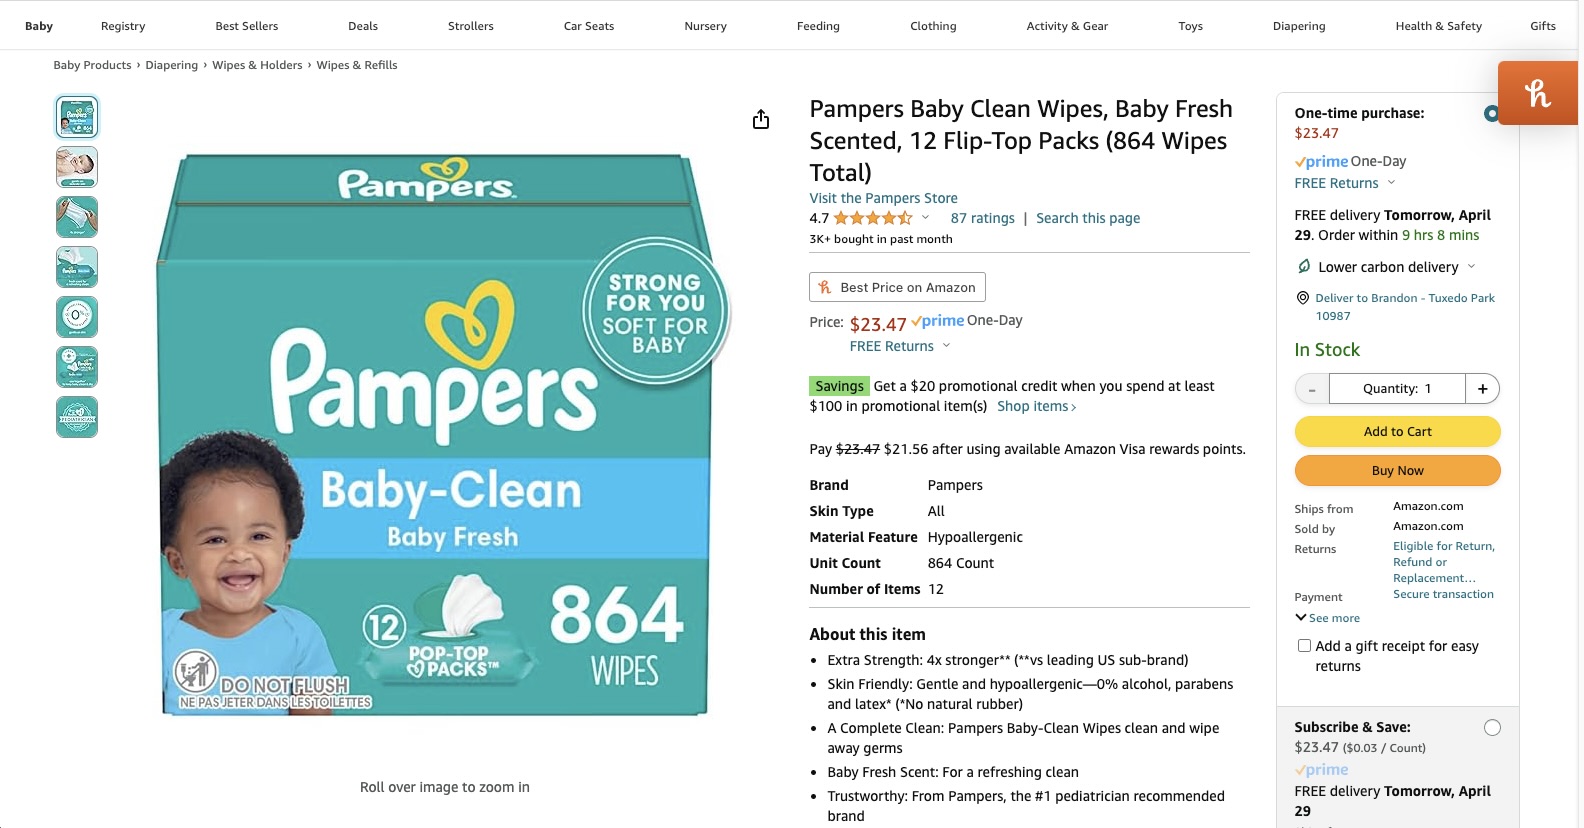 Baby Registry Best Sellers Deals Strollers Car Seats Nursery Feeding Clothing Activity & Gear Toys Diapering Health & Safety Gifts
Baby Products › Diapering › Wipes & Holders › Wipes & Refills
Pampers
STRONG
FOR YOU
SOFT FOR
BABY
Pampers
Baby-Clean
Baby Fresh
12
POP-TOP
PACKS™
864
WIPES
DO NOT FLUSH
NE PAS JETER DANS LES TOILETTES
Roll over image to zoom in
Pampers Baby Clean Wipes, Baby Fresh
Scented, 12 Flip-Top Packs (864 Wipes
Total)
Visit the Pampers Store
4.7 87 ratings | Search this page
3K+ bought in past month
Best Price on Amazon
Price: $23.47 prime One-Day
FREE Returns
Savings Get a $20 promotional credit when you spend at least
$100 in promotional item(s) Shop items ›
Pay $23.47 $21.56 after using available Amazon Visa rewards points.
Brand Pampers
Skin Type All
Material Feature Hypoallergenic
Unit Count 864 Count
Number of Items 12
About this item
• Extra Strength: 4x stronger** (**vs leading US sub-brand)
• Skin Friendly: Gentle and hypoallergenic—0% alcohol, parabens
and latex* (*No natural rubber)
• A Complete Clean: Pampers Baby-Clean Wipes clean and wipe
away germs
• Baby Fresh Scent: For a refreshing clean
• Trustworthy: From Pampers, the #1 pediatrician recommended
brand
One-time purchase:
$23.47
prime One-Day
FREE Returns
FREE delivery Tomorrow, April
29. Order within 9 hrs 8 mins
Lower carbon delivery
Deliver to Brandon - Tuxedo Park
10987
In Stock
- Quantity: 1 +
Add to Cart
Buy Now
Ships from Amazon.com
Sold by Amazon.com
Returns Eligible for Return,
Refund or
Replacement...
Payment Secure transaction
See more
Add a gift receipt for easy
returns
Subscribe & Save:
$23.47 ($0.03 / Count)
prime
FREE delivery Tomorrow, April
29